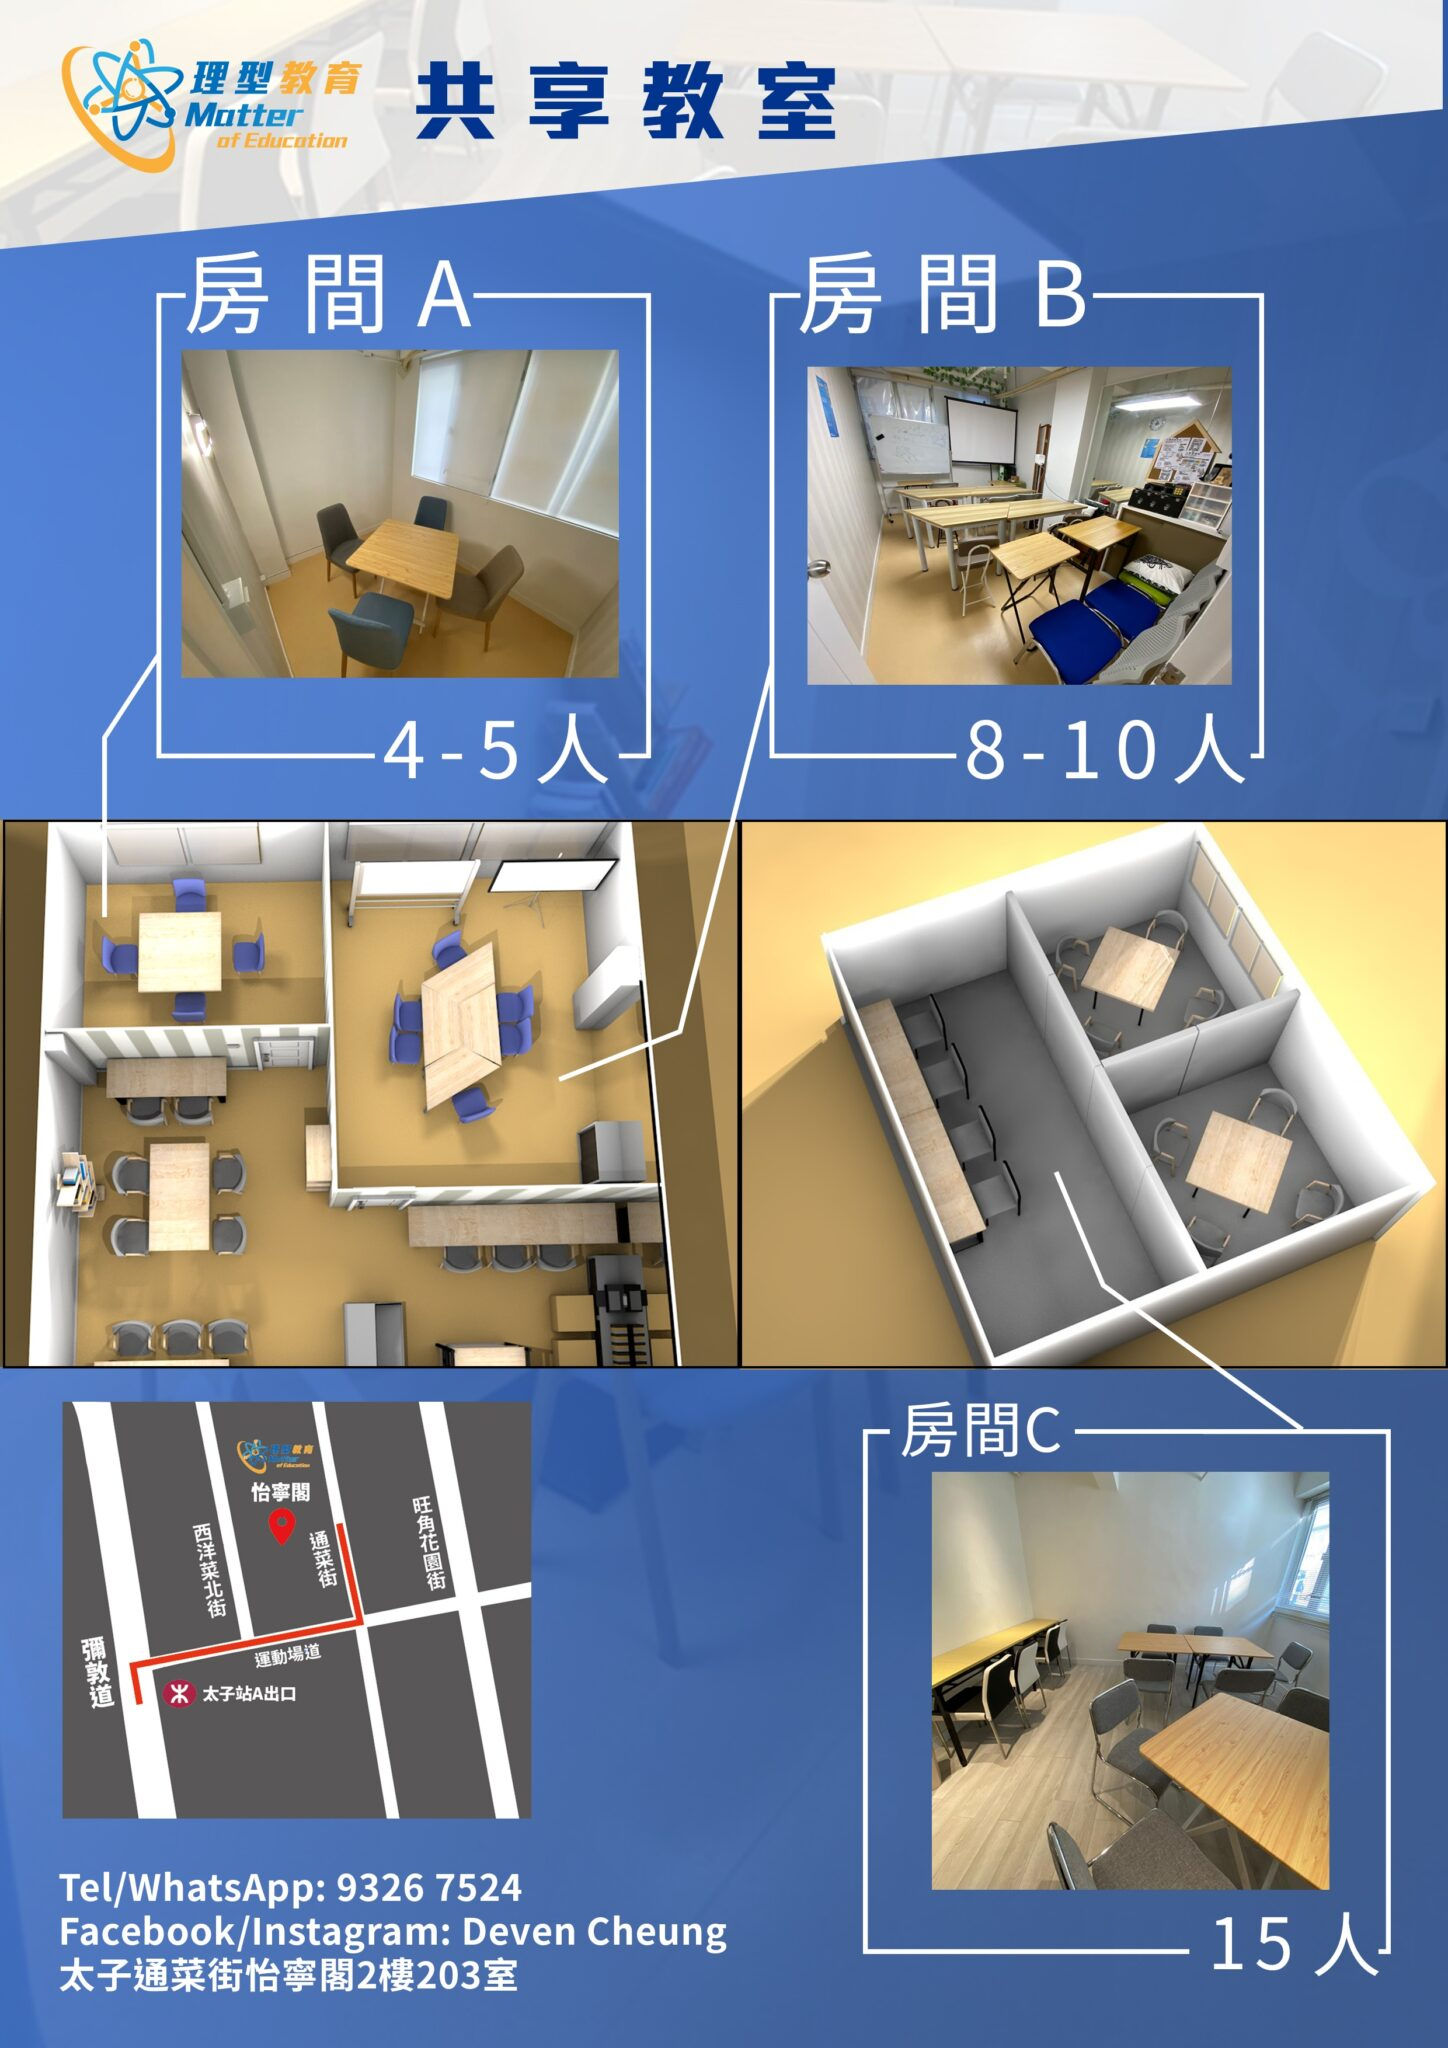 理型教育
Matter
of Education
共享教室
房間A
4-5人
房間B
8-10人
理型教育
Matter
of Education
怡寧閣
西洋菜北街
通菜街
旺角花園街
彌敦道
運動場道
太子站A出口
房間C
15人
Tel/WhatsApp: 9326 7524
Facebook/Instagram: Deven Cheung
太子通菜街怡寧閣2樓203室